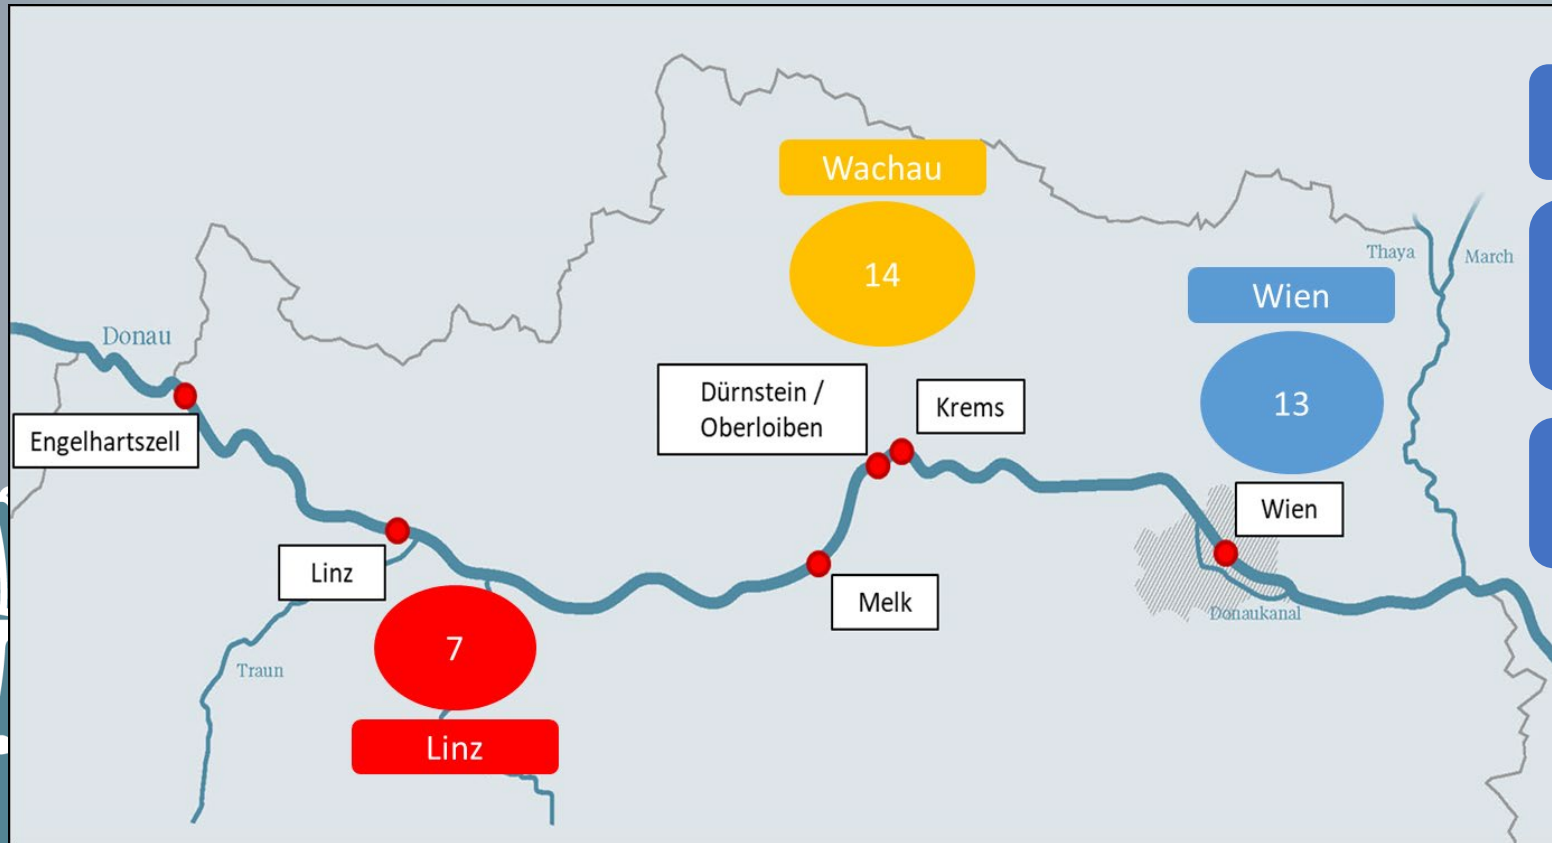 Wachau
14
Thaya
March
Wien
13
Donau
Dürnstein /
Oberloiben
Krems
Engelhartszell
Wien
Linz
Melk
Donaukanal
7
Traun
Linz